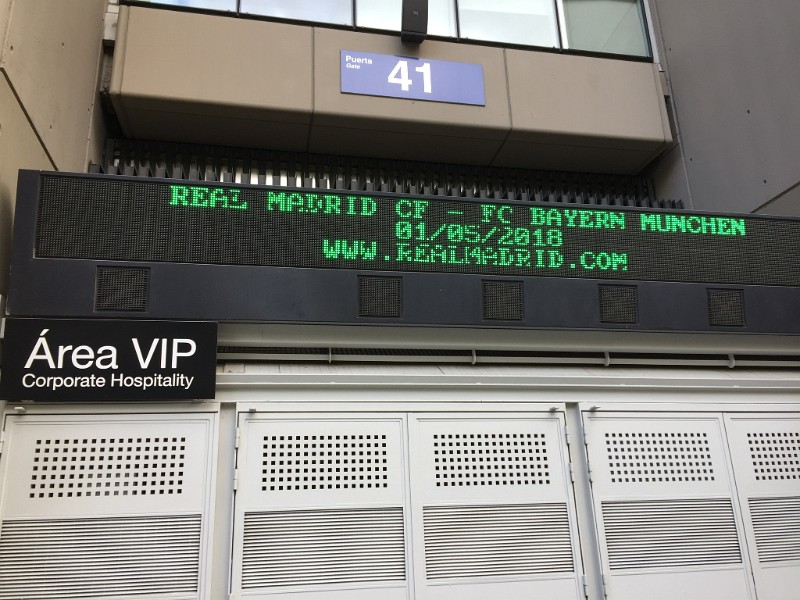 Puerta
Gate
41
REAL MADRID CF - FC BAYERN MUNCHEN
01/05/2018
WWW.REALMADRID.COM
Área VIP
Corporate Hospitality